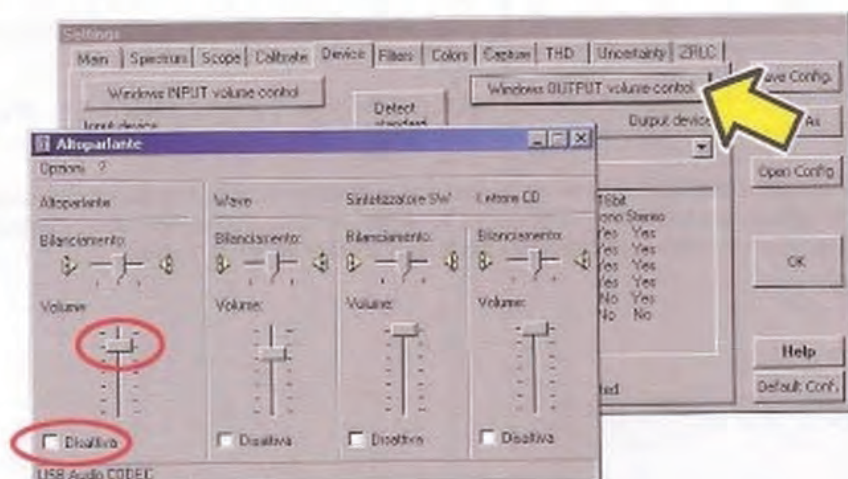 Settings
Main Spectrum Scope Calibrate Device Filters Colors Capture THD Uncertainty ZRLC
Windows INPUT volume control
Windows OUTPUT volume control
Save Config.
Detect
standard
Input device
Output device
As
Open Config
Altoparlante
Opzioni ?
Altoparlante
Wave
Sintetizzatore SW
Lettore CD
Bilanciamento:
Bilanciamento:
Bilanciamento:
Bilanciamento:
Volume:
Volume:
Volume:
Volume:
16bit
Mono Stereo
Yes Yes
Yes Yes
Yes Yes
Yes Yes
No Yes
No No
OK
Help
Default Conf.
Disattiva
Disattiva
Disattiva
Disattiva
USB Audio CODEC